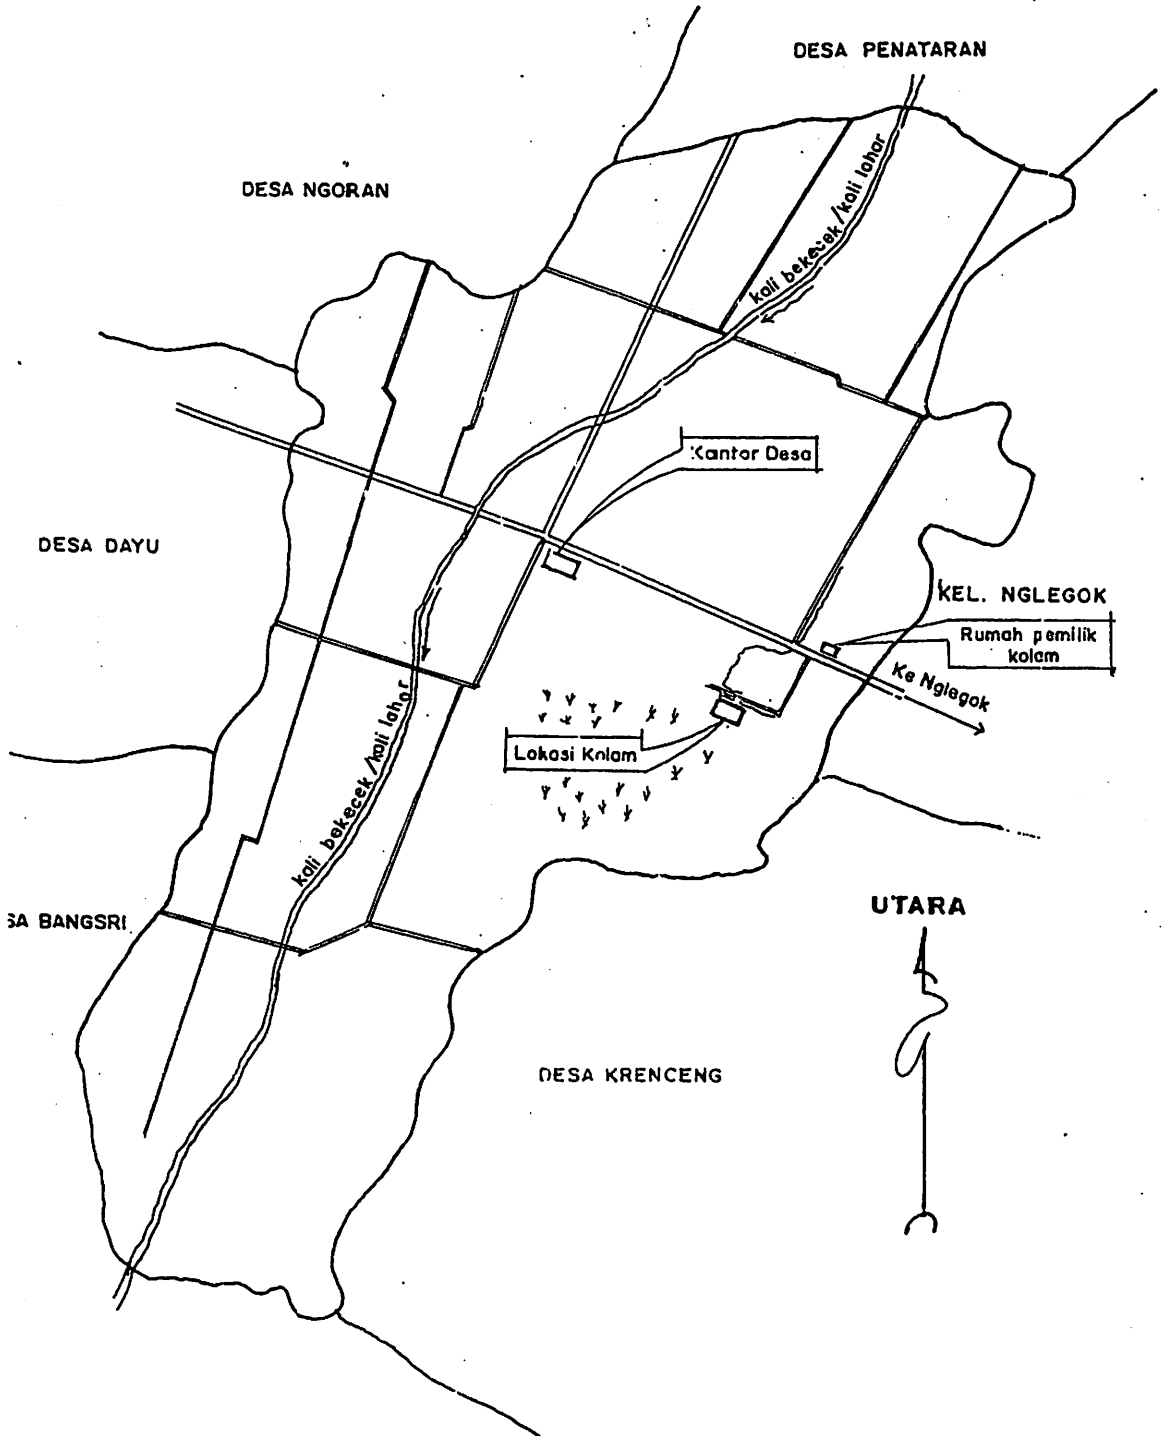 DESA PENATARAN
DESA NGORAN
kali bekecek/kali lahar
Kantor Desa
DESA DAYU
KEL. NGLEGOK
Rumah pemilik
kolam
Ke Nglegok
Lokasi Kolam
kali bekecek/kali lahar
SA BANGSRI
UTARA
DESA KRENCENG